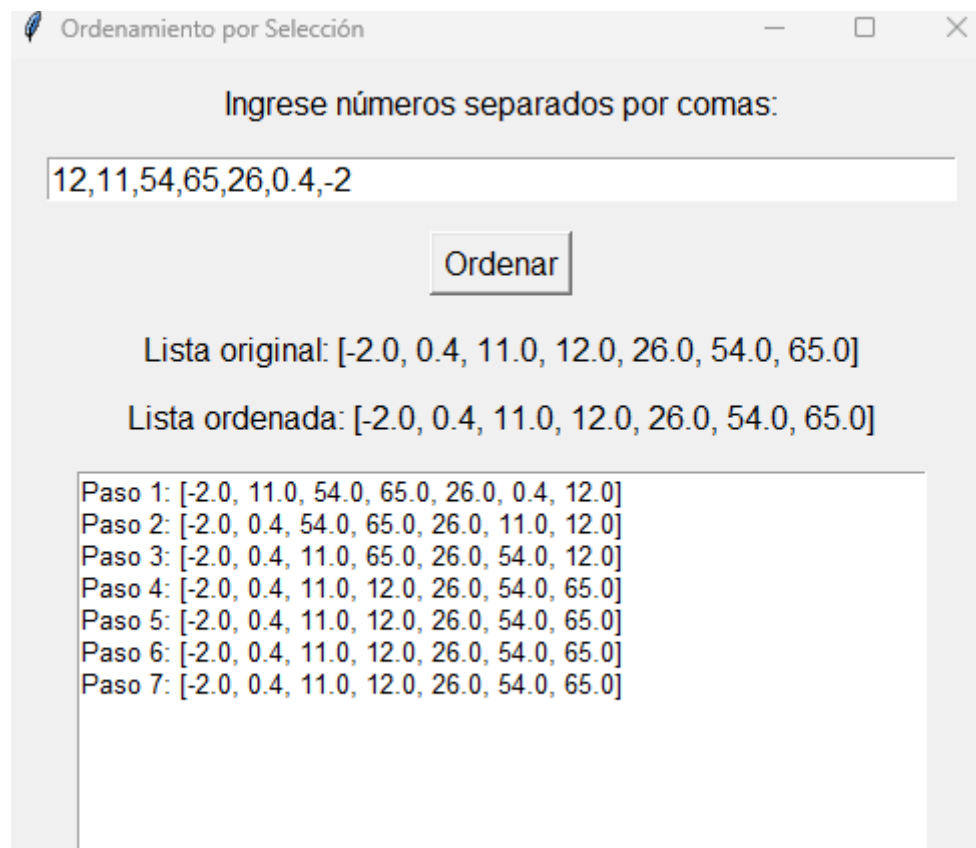 Ordenamiento por Selección
Ingrese números separados por comas:
12,11,54,65,26,0.4,-2
Ordenar
Lista original: [-2.0, 0.4, 11.0, 12.0, 26.0, 54.0, 65.0]
Lista ordenada: [-2.0, 0.4, 11.0, 12.0, 26.0, 54.0, 65.0]
Paso 1: [-2.0, 11.0, 54.0, 65.0, 26.0, 0.4, 12.0]
Paso 2: [-2.0, 0.4, 54.0, 65.0, 26.0, 11.0, 12.0]
Paso 3: [-2.0, 0.4, 11.0, 65.0, 26.0, 54.0, 12.0]
Paso 4: [-2.0, 0.4, 11.0, 12.0, 26.0, 54.0, 65.0]
Paso 5: [-2.0, 0.4, 11.0, 12.0, 26.0, 54.0, 65.0]
Paso 6: [-2.0, 0.4, 11.0, 12.0, 26.0, 54.0, 65.0]
Paso 7: [-2.0, 0.4, 11.0, 12.0, 26.0, 54.0, 65.0]